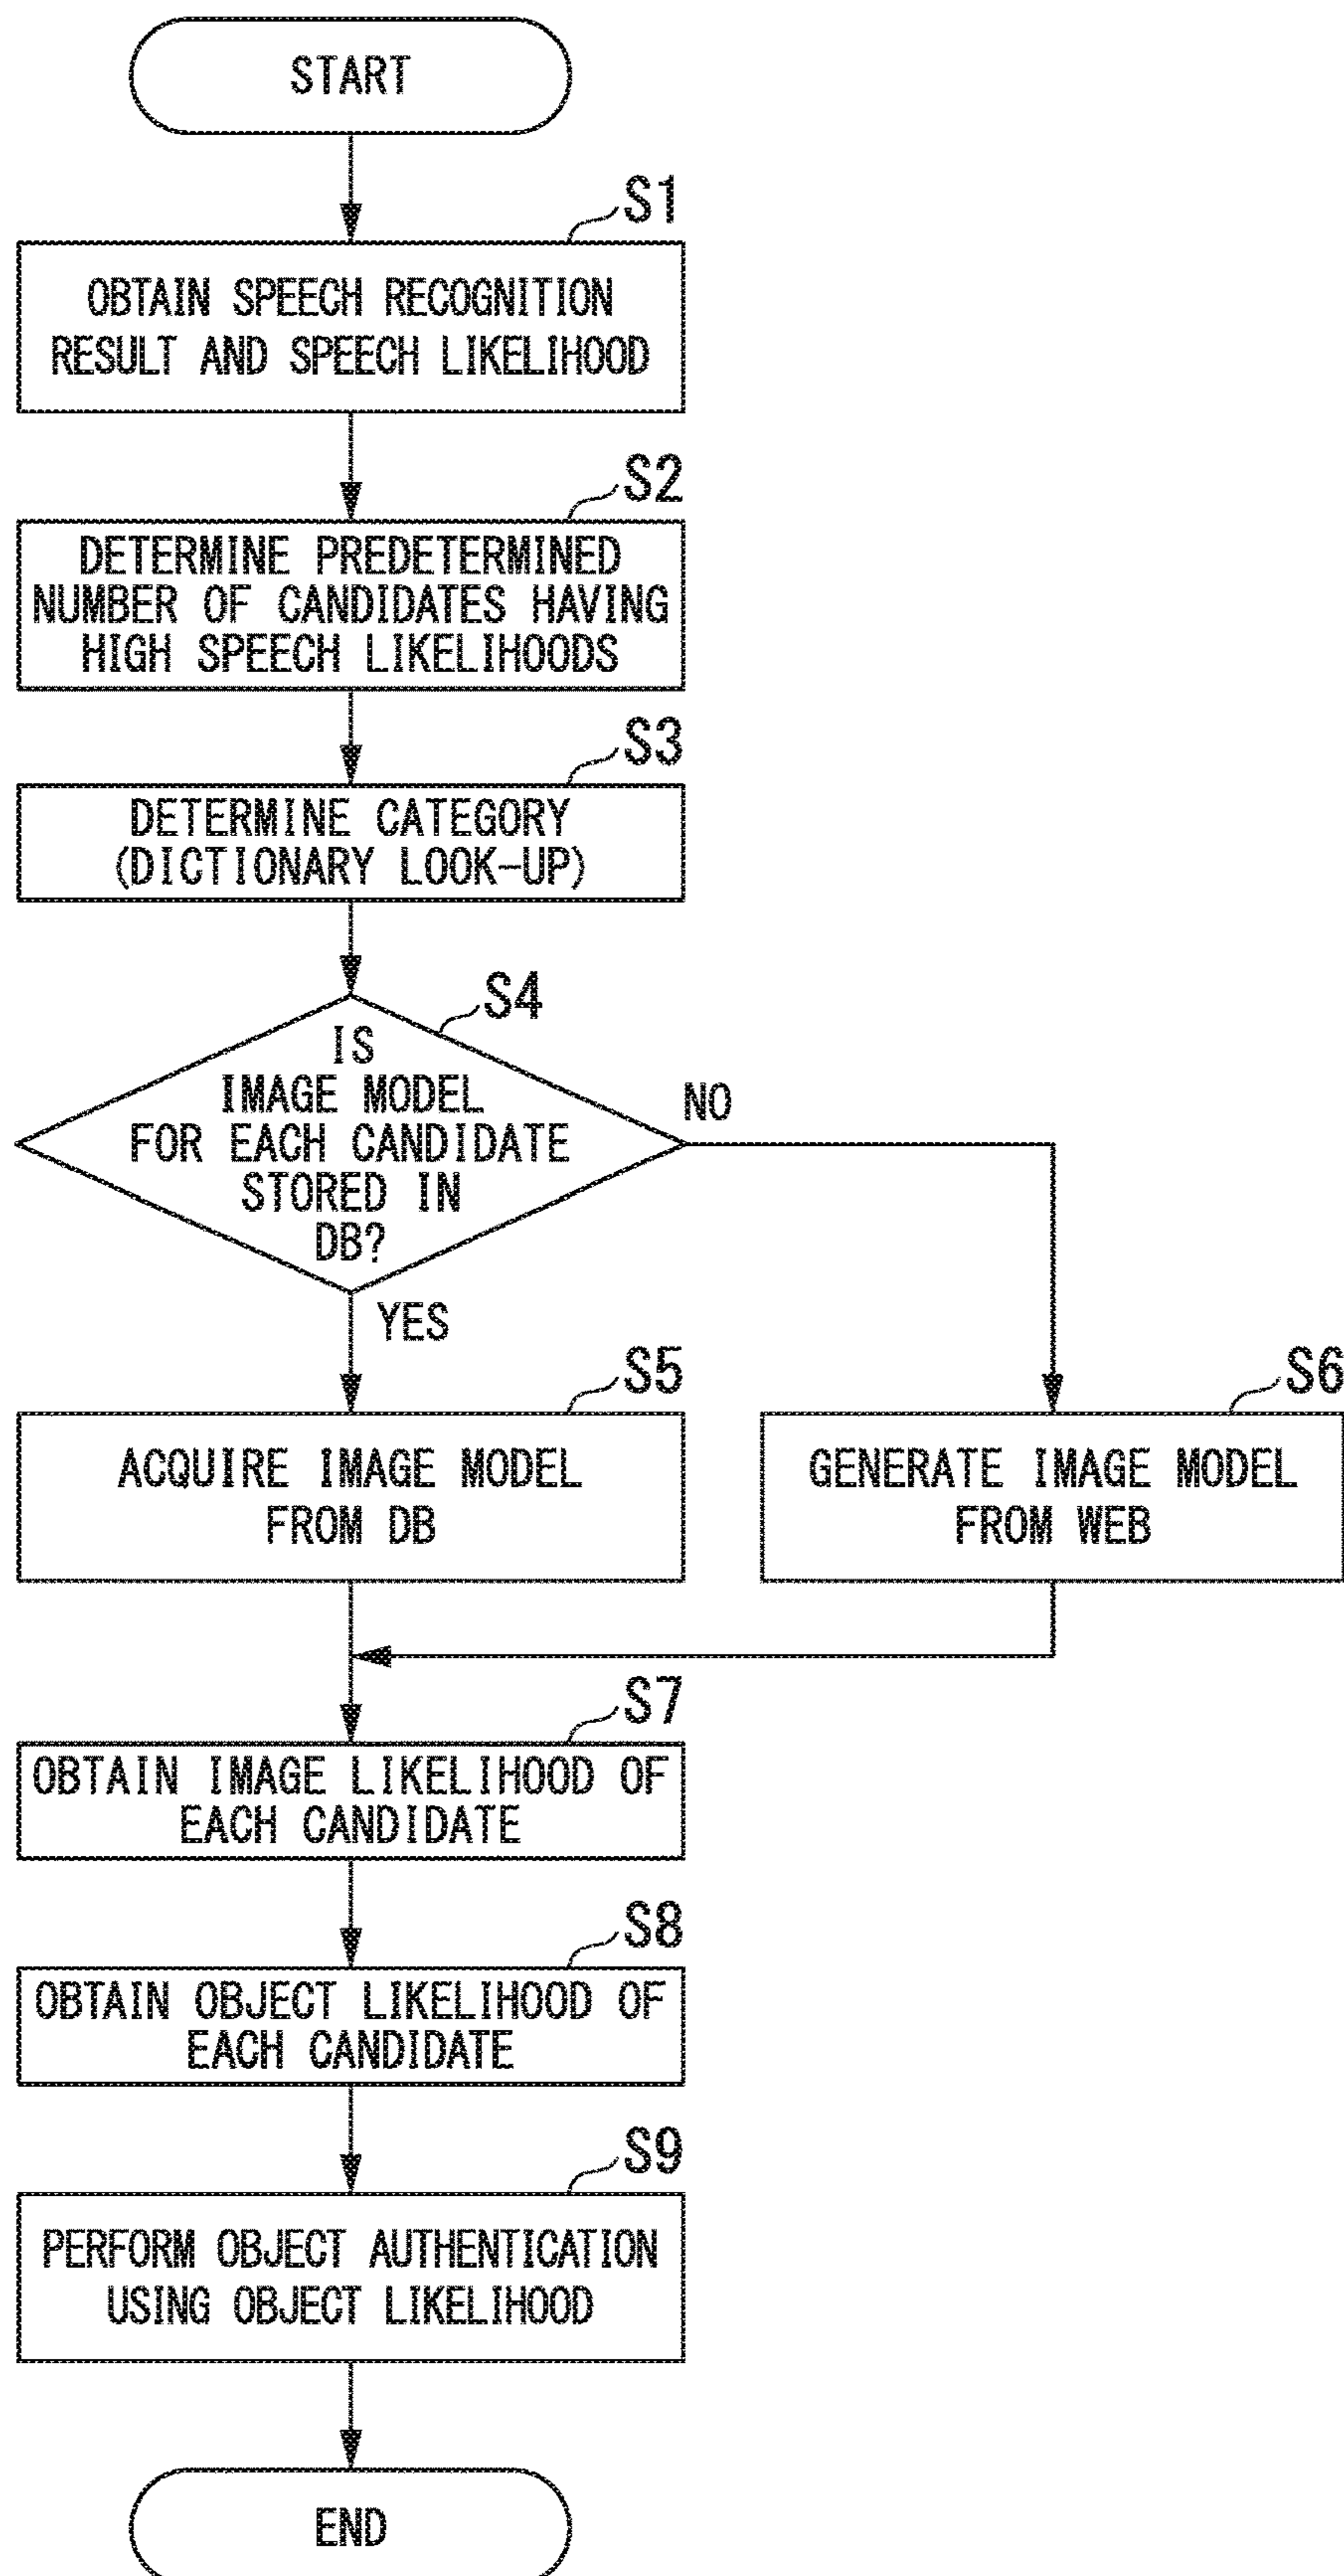 START
S1
OBTAIN SPEECH RECOGNITION
RESULT AND SPEECH LIKELIHOOD
S2
DETERMINE PREDETERMINED
NUMBER OF CANDIDATES HAVING
HIGH SPEECH LIKELIHOODS
S3
DETERMINE CATEGORY
(DICTIONARY LOOK-UP)
S4
IS
IMAGE MODEL
FOR EACH CANDIDATE
STORED IN
DB?
NO
YES
S5
ACQUIRE IMAGE MODEL
FROM DB
S6
GENERATE IMAGE MODEL
FROM WEB
S7
OBTAIN IMAGE LIKELIHOOD OF
EACH CANDIDATE
S8
OBTAIN OBJECT LIKELIHOOD OF
EACH CANDIDATE
S9
PERFORM OBJECT AUTHENTICATION
USING OBJECT LIKELIHOOD
END